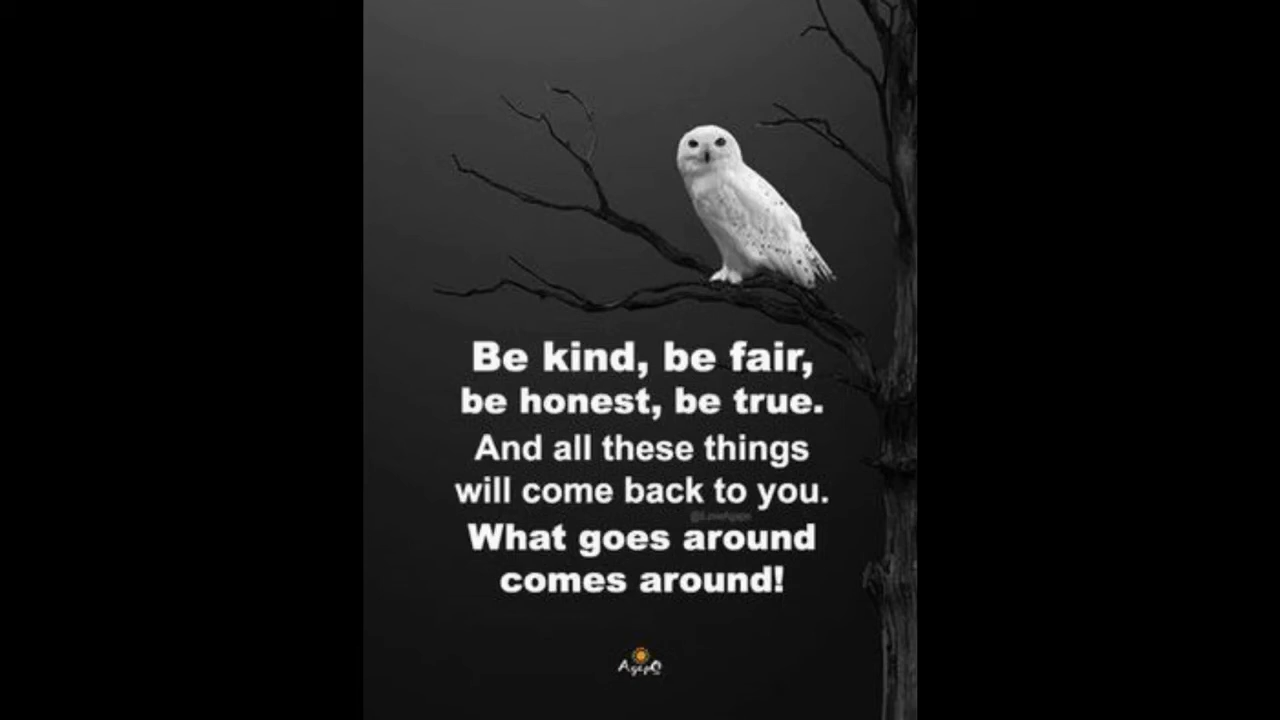 Be kind, be fair,
be honest, be true.
And all these things
will come back to you.
What goes around
comes around!